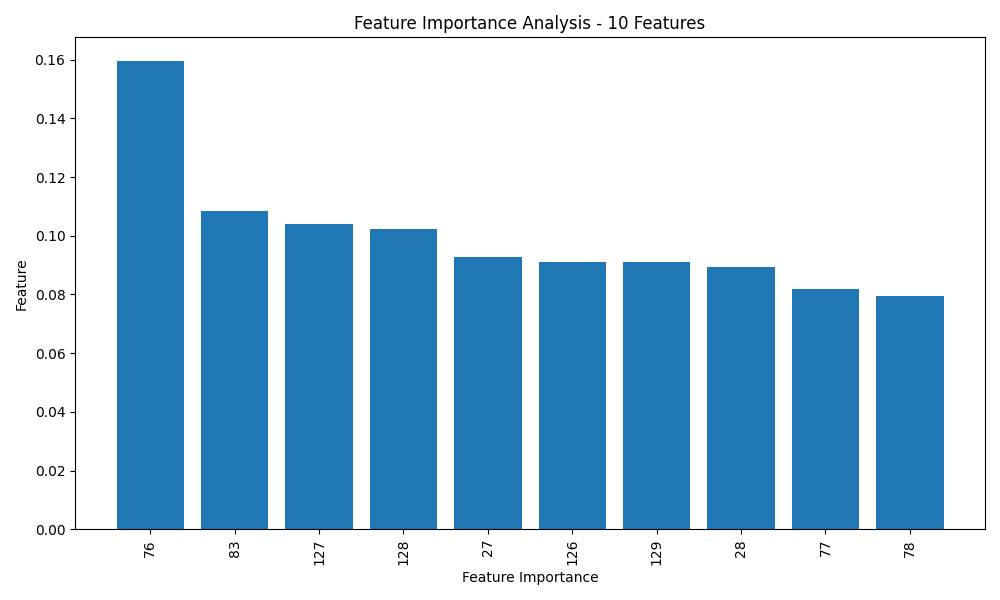 Feature Importance Analysis - 10 Features
0.16
0.14
0.12
0.10
0.08
0.06
0.04
0.02
0.00
Feature
76 83 127 128 27 126 129 28 77 78
Feature Importance